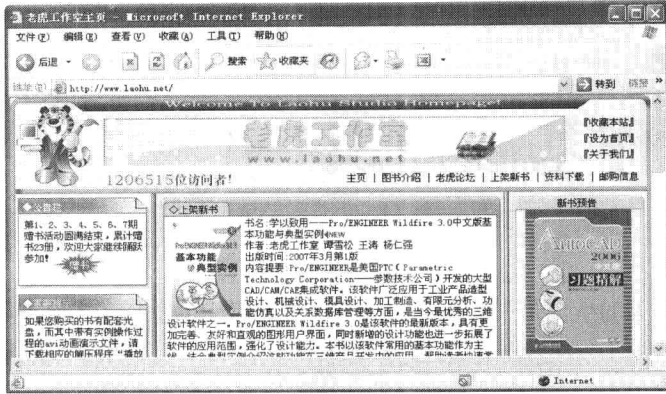 老虎工作室主页 - Microsoft Internet Explorer
文件(F) 编辑(E) 查看(V) 收藏(A) 工具(T) 帮助(H)
后退 搜索 收藏夹
地址(D) http://www.laohu.net/ 转到 链接 »
Welcome To Laohu Studia Homepage!
老虎工作室
www.laohu.net
『收藏本站』
『设为首页』
『关于我们』
1206515位访问者!
主页 | 图书介绍 | 老虎论坛 | 上架新书 | 资料下载 | 邮购信息
第1、2、3、4、5、6、7期
赠书活动圆满结束,累计赠
书23册,欢迎大家继续踊跃
参加!
如果您购买的书有配套光
盘,而其中带有实例操作过
程的avi动画演示文件,请
下载相应的解压程序“播放
◇上架新书
Pro/ENGINEER Wildfire 3.0
基本功能
与典型实例
书名:学以致用——Pro/ENGINEER Wildfire 3.0中文版基
本功能与典型实例 NEW
作者:老虎工作室 谭雪松 王涛 杨仁强
出版时间:2007年3月第1版
内容提要:Pro/ENGINEER是美国PTC(Parametric
Technology Corporation——参数技术公司)开发的大型
CAD/CAM/CAE集成软件。该软件广泛应用于工业产品造型
设计、机械设计、模具设计、加工制造、有限元分析、功
能仿真以及关系数据库管理等方面,是当今最优秀的三维
设计软件之一。Pro/ENGINEER Wildfire 3.0是该软件的最新版本,具有更
加完善、友好和直观的图形用户界面,同时新增的设计功能也进一步拓展了
软件的应用范围,强化了设计能力。本书以该软件常用的基本功能作为主
新书预告
AutoCAD
2006
习题精解
Internet